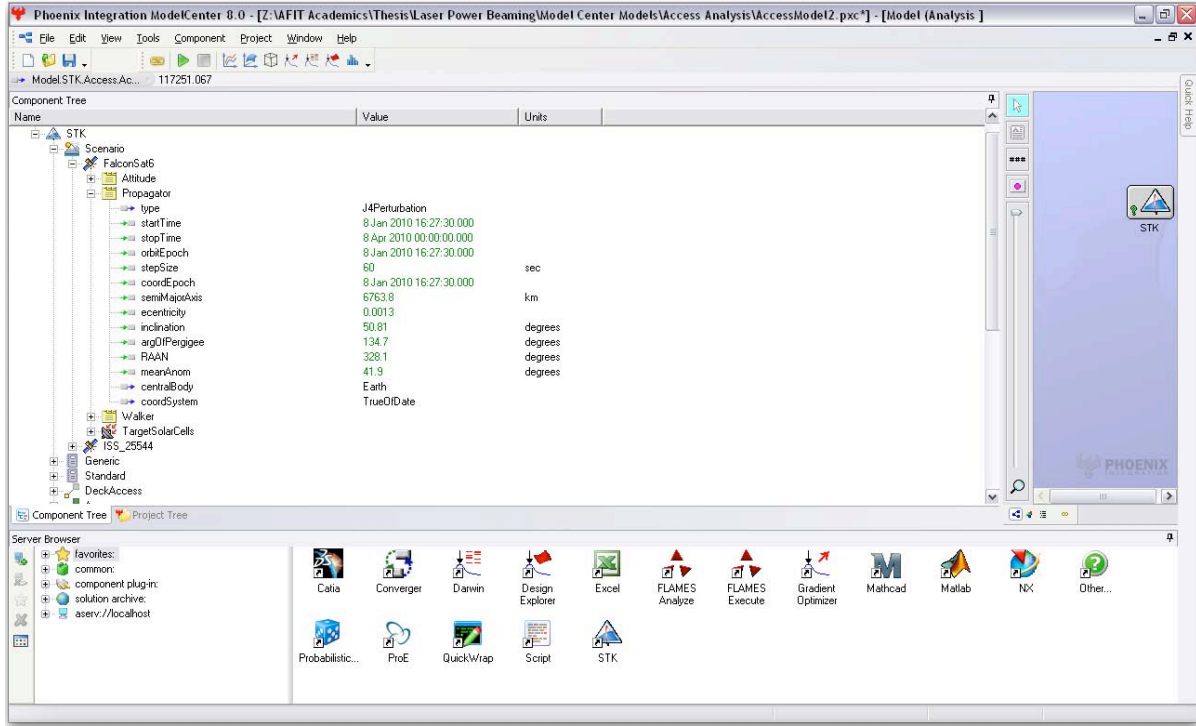 Phoenix Integration ModelCenter 8.0 - [Z:\AFIT Academics\Thesis\Laser Power Beaming\Model Center Models\Access Analysis\AccessModel2.pxc*] - [Model (Analysis ]
File Edit View Tools Component Project Window Help
Model.STK.Access.Ac... 117251.067
Component Tree
Name Value Units
STK
Scenario
FalconSat6
Attitude
Propagator
type J4Perturbation
startTime 8 Jan 2010 16:27:30.000
stopTime 8 Apr 2010 00:00:00.000
orbitEpoch 8 Jan 2010 16:27:30.000
stepSize 60 sec
coordEpoch 8 Jan 2010 16:27:30.000
semiMajorAxis 6763.8 km
ecentricity 0.0013
inclination 50.81 degrees
argOfPergigee 134.7 degrees
RAAN 328.1 degrees
meanAnom 41.9 degrees
centralBody Earth
coordSystem TrueOfDate
Walker
TargetSolarCells
ISS_25544
Generic
Standard
DeckAccess
Component Tree Project Tree
Quick Help
STK
PHOENIX
INTEGRATION
Server Browser
favorites:
common:
component plug-in:
solution archive:
aserv://localhost
Catia Converger Darwin Design Explorer Excel FLAMES Analyze FLAMES Execute Gradient Optimizer Mathcad Matlab NX Other...
Probabilistic... ProE QuickWrap Script STK